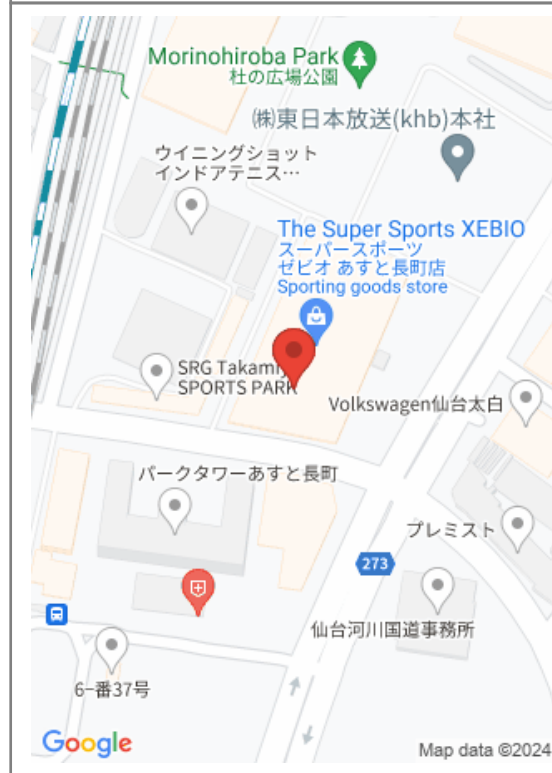 Morinohiroba Park
杜の広場公園
㈱東日本放送(khb)本社
ウイニングショット
インドアテニス…
The Super Sports XEBIO
スーパースポーツ
ゼビオ あすと長町店
Sporting goods store
SRG Takamiy
SPORTS PARK
Volkswagen仙台太白
パークタワーあすと長町
プレミスト
273
仙台河川国道事務所
6−番37号
Google
Map data ©2024